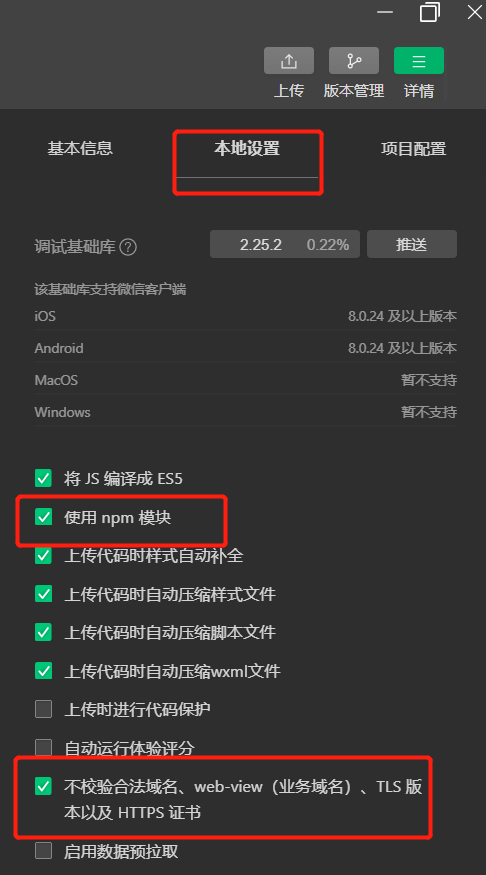 上传 版本管理 详情
基本信息 本地设置 项目配置
调试基础库 ? 2.25.2 0.22% 推送
该基础库支持微信客户端
iOS 8.0.24 及以上版本
Android 8.0.24 及以上版本
MacOS 暂不支持
Windows 暂不支持
将 JS 编译成 ES5
使用 npm 模块
上传代码时样式自动补全
上传代码时自动压缩样式文件
上传代码时自动压缩脚本文件
上传代码时自动压缩wxml文件
上传时进行代码保护
自动运行体验评分
不校验合法域名、web-view（业务域名）、TLS 版
本以及 HTTPS 证书
启用数据预拉取